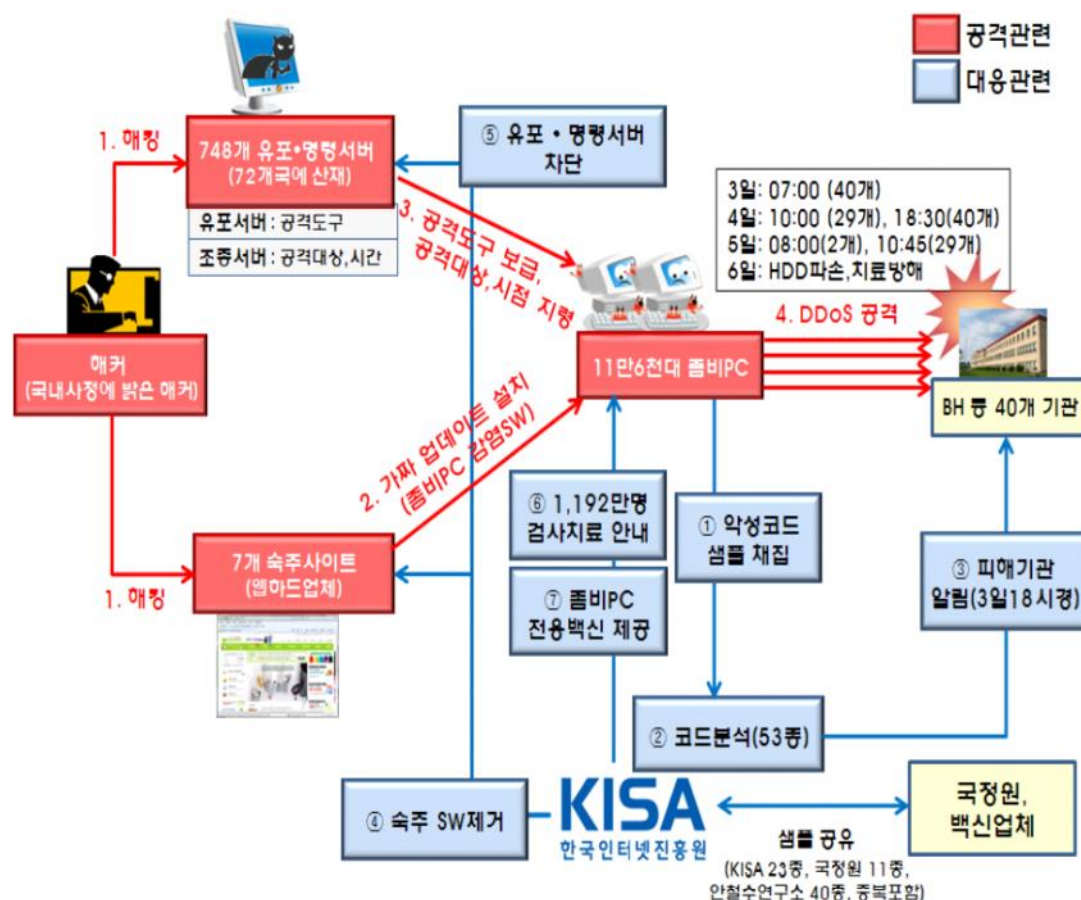 공격관련
대응관련
1. 해킹
748개 유포•명령서버
(72개국에 산재)
유포서버 : 공격도구
조종서버 : 공격대상,시간
⑤ 유포 • 명령서버
차단
3. 공격도구 보급,
공격대상,시점 지령
3일: 07:00 (40개)
4일: 10:00 (29개), 18:30(40개)
5일: 08:00(2개), 10:45(29개)
6일: HDD파손,치료방해
4. DDoS 공격
해커
(국내사정에 밝은 해커)
11만6천대 좀비PC
BH 등 40개 기관
2. 가짜 업데이트 설치
(좀비PC 감염SW)
1. 해킹
7개 숙주사이트
(웹하드업체)
⑥ 1,192만명
검사치료 안내
⑦ 좀비PC
전용백신 제공
① 악성코드
샘플 채집
③ 피해기관
알림(3일18시경)
② 코드분석(53종)
④ 숙주 SW제거
KISA
한국인터넷진흥원
국정원,
백신업체
샘플 공유
(KISA 23종, 국정원 11종,
안철수연구소 40종, 중복포함)